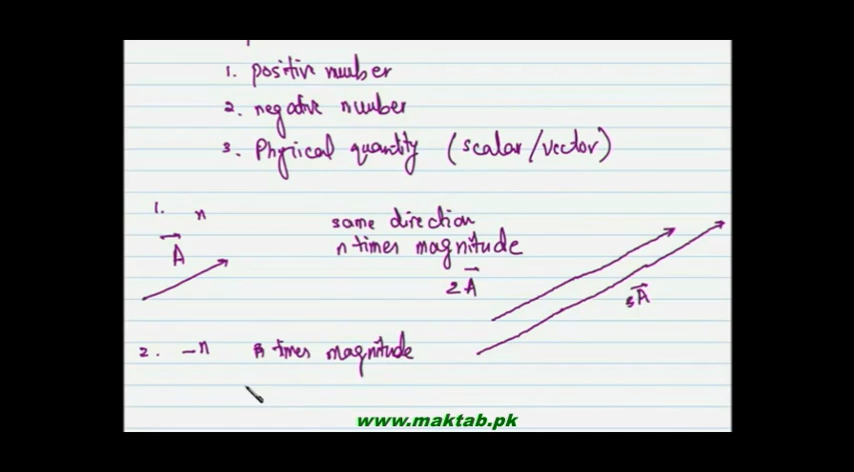 1. positive number
2. negative number
3. Physical quantity (scalar/vector)
1. n
same direction
A
n times magnitude
2A
3A
2. -n n times magnitude
www.maktab.pk